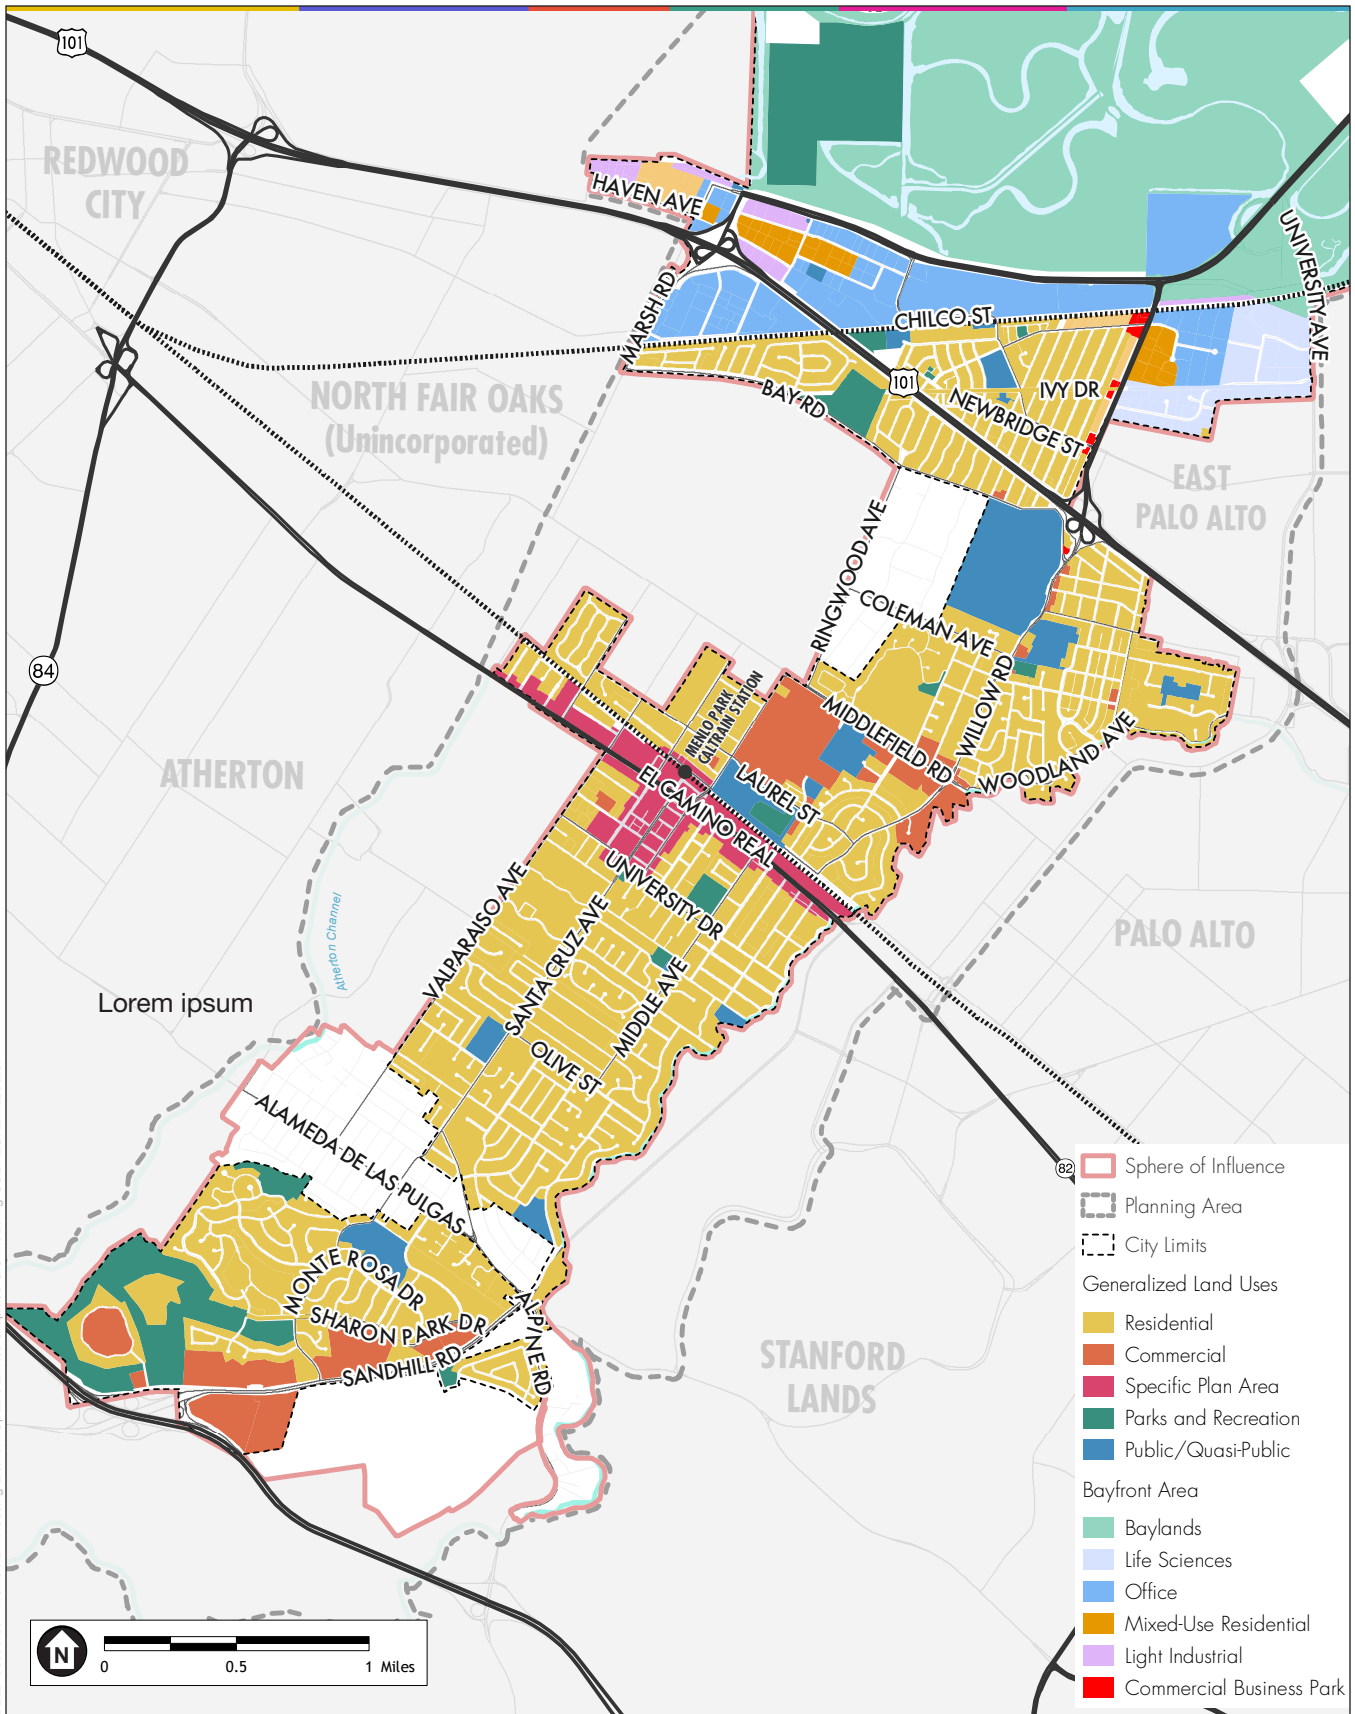 101
REDWOOD
CITY
HAVEN AVE
UNIVERSITY AVE
MARSH RD
CHILCO ST
NORTH FAIR OAKS
(Unincorporated)
BAY RD
101
IVY DR
NEWBRIDGE ST
EAST
PALO ALTO
RINGWOOD AVE
COLEMAN AVE
84
WILLOW RD
MENLO PARK
CALTRAIN STATION
MIDDLEFIELD RD
WOODLAND AVE
ATHERTON
LAUREL ST
EL CAMINO REAL
UNIVERSITY DR
VALPARAISO AVE
SANTA CRUZ AVE
MIDDLE AVE
PALO ALTO
Atherton Channel
Lorem ipsum
OLIVE ST
ALAMEDA DE LAS PULGAS
82
MONTE ROSA DR
SHARON PARK DR
SANDHILL RD
ALPINE RD
STANFORD
LANDS
Sphere of Influence
Planning Area
City Limits
Generalized Land Uses
Residential
Commercial
Specific Plan Area
Parks and Recreation
Public/Quasi-Public
Bayfront Area
Baylands
Life Sciences
Office
Mixed-Use Residential
Light Industrial
Commercial Business Park
N
0 0.5 1 Miles